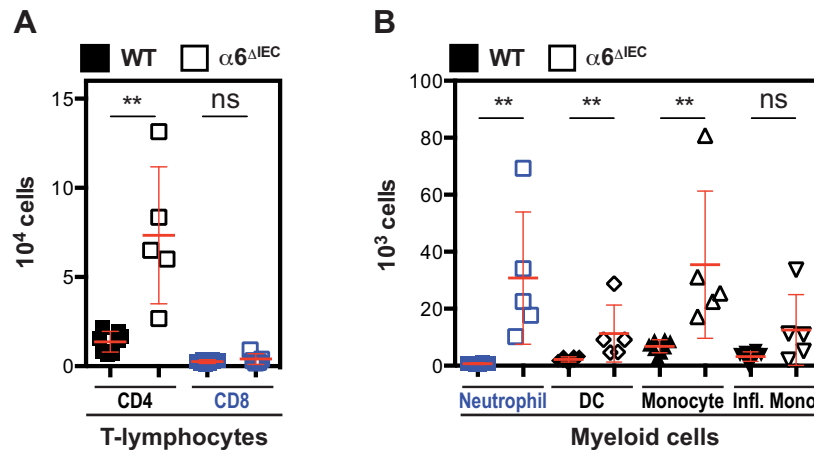 A
WT α6ΔIEC
15
10
5
0
10⁴ cells
** ns
CD4 CD8
T-lymphocytes
B
WT α6ΔIEC
100
80
60
40
20
0
10³ cells
** ** ** ns
Neutrophil DC Monocyte Infl. Mono
Myeloid cells